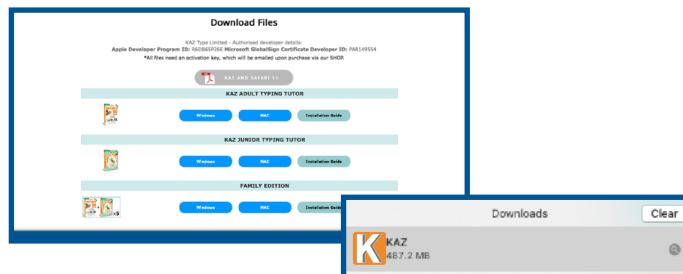 Download Files
KAZ Type Limited - Authorised developer details:
Apple Developer Program ID: R6DB6SP26E Microsoft GlobalSign Certificate Developer ID: PAR149554
*All files need an activation key, which will be emailed upon purchase via our SHOP.
KAZ AND SAFARI 11
KAZ ADULT TYPING TUTOR
Windows MAC Installation Guide
KAZ JUNIOR TYPING TUTOR
Windows MAC Installation Guide
FAMILY EDITION
x5 Windows MAC Installation Guide
Downloads Clear
KAZ
487.2 MB